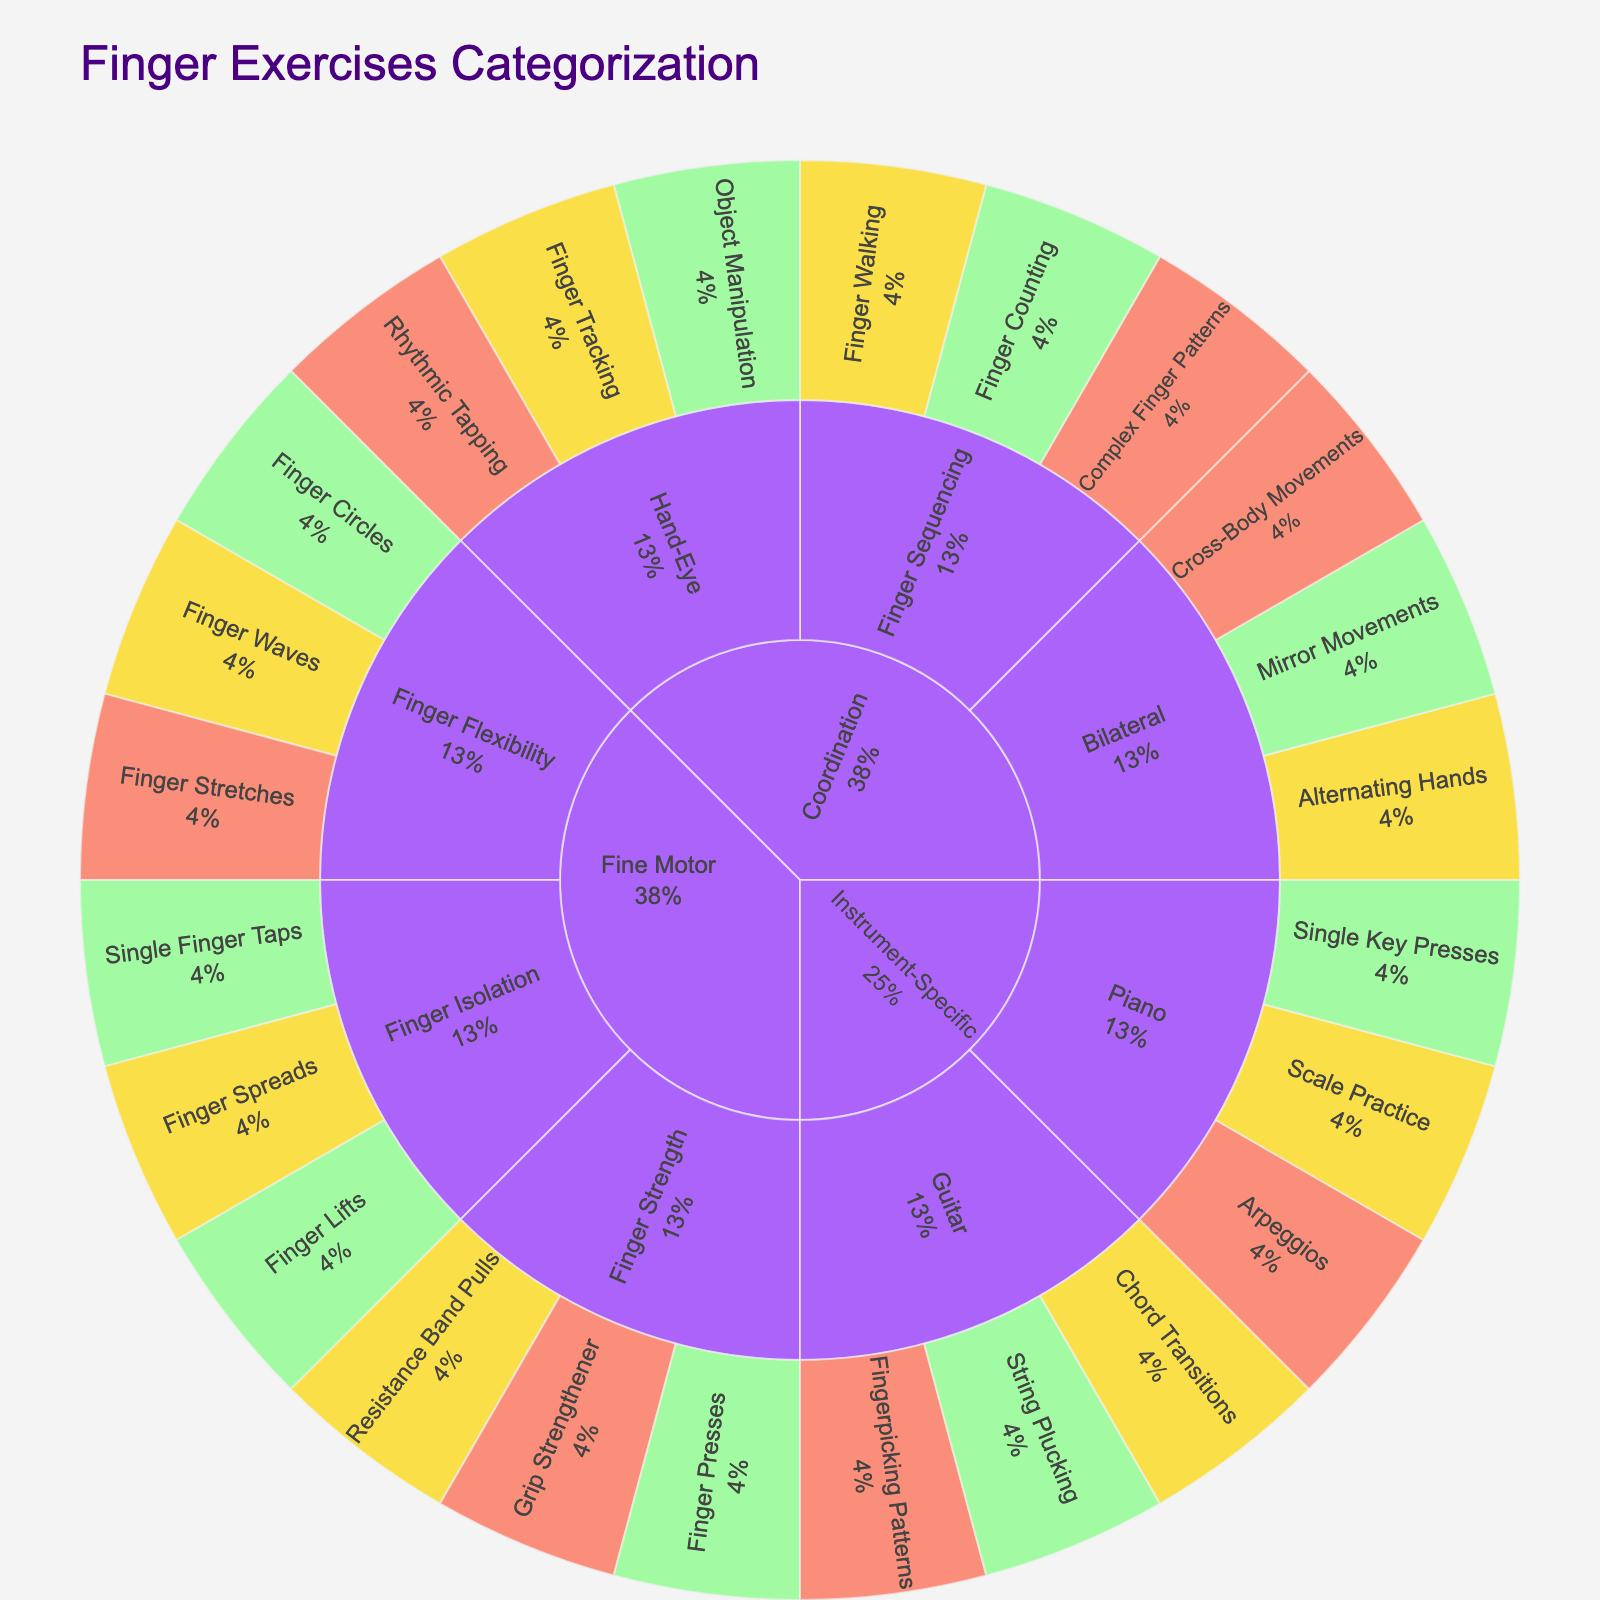 Finger Exercises Categorization
Coordination
38%
Finger Sequencing
13%
Finger Walking
4%
Finger Counting
4%
Complex Finger Patterns
4%
Bilateral
13%
Cross-Body Movements
4%
Mirror Movements
4%
Alternating Hands
4%
Hand-Eye
13%
Object Manipulation
4%
Finger Tracking
4%
Rhythmic Tapping
4%
Fine Motor
38%
Finger Flexibility
13%
Finger Circles
4%
Finger Waves
4%
Finger Stretches
4%
Finger Isolation
13%
Single Finger Taps
4%
Finger Spreads
4%
Finger Lifts
4%
Finger Strength
13%
Resistance Band Pulls
4%
Grip Strengthener
4%
Finger Presses
4%
Instrument-Specific
25%
Piano
13%
Single Key Presses
4%
Scale Practice
4%
Arpeggios
4%
Guitar
13%
Chord Transitions
4%
String Plucking
4%
Fingerpicking Patterns
4%